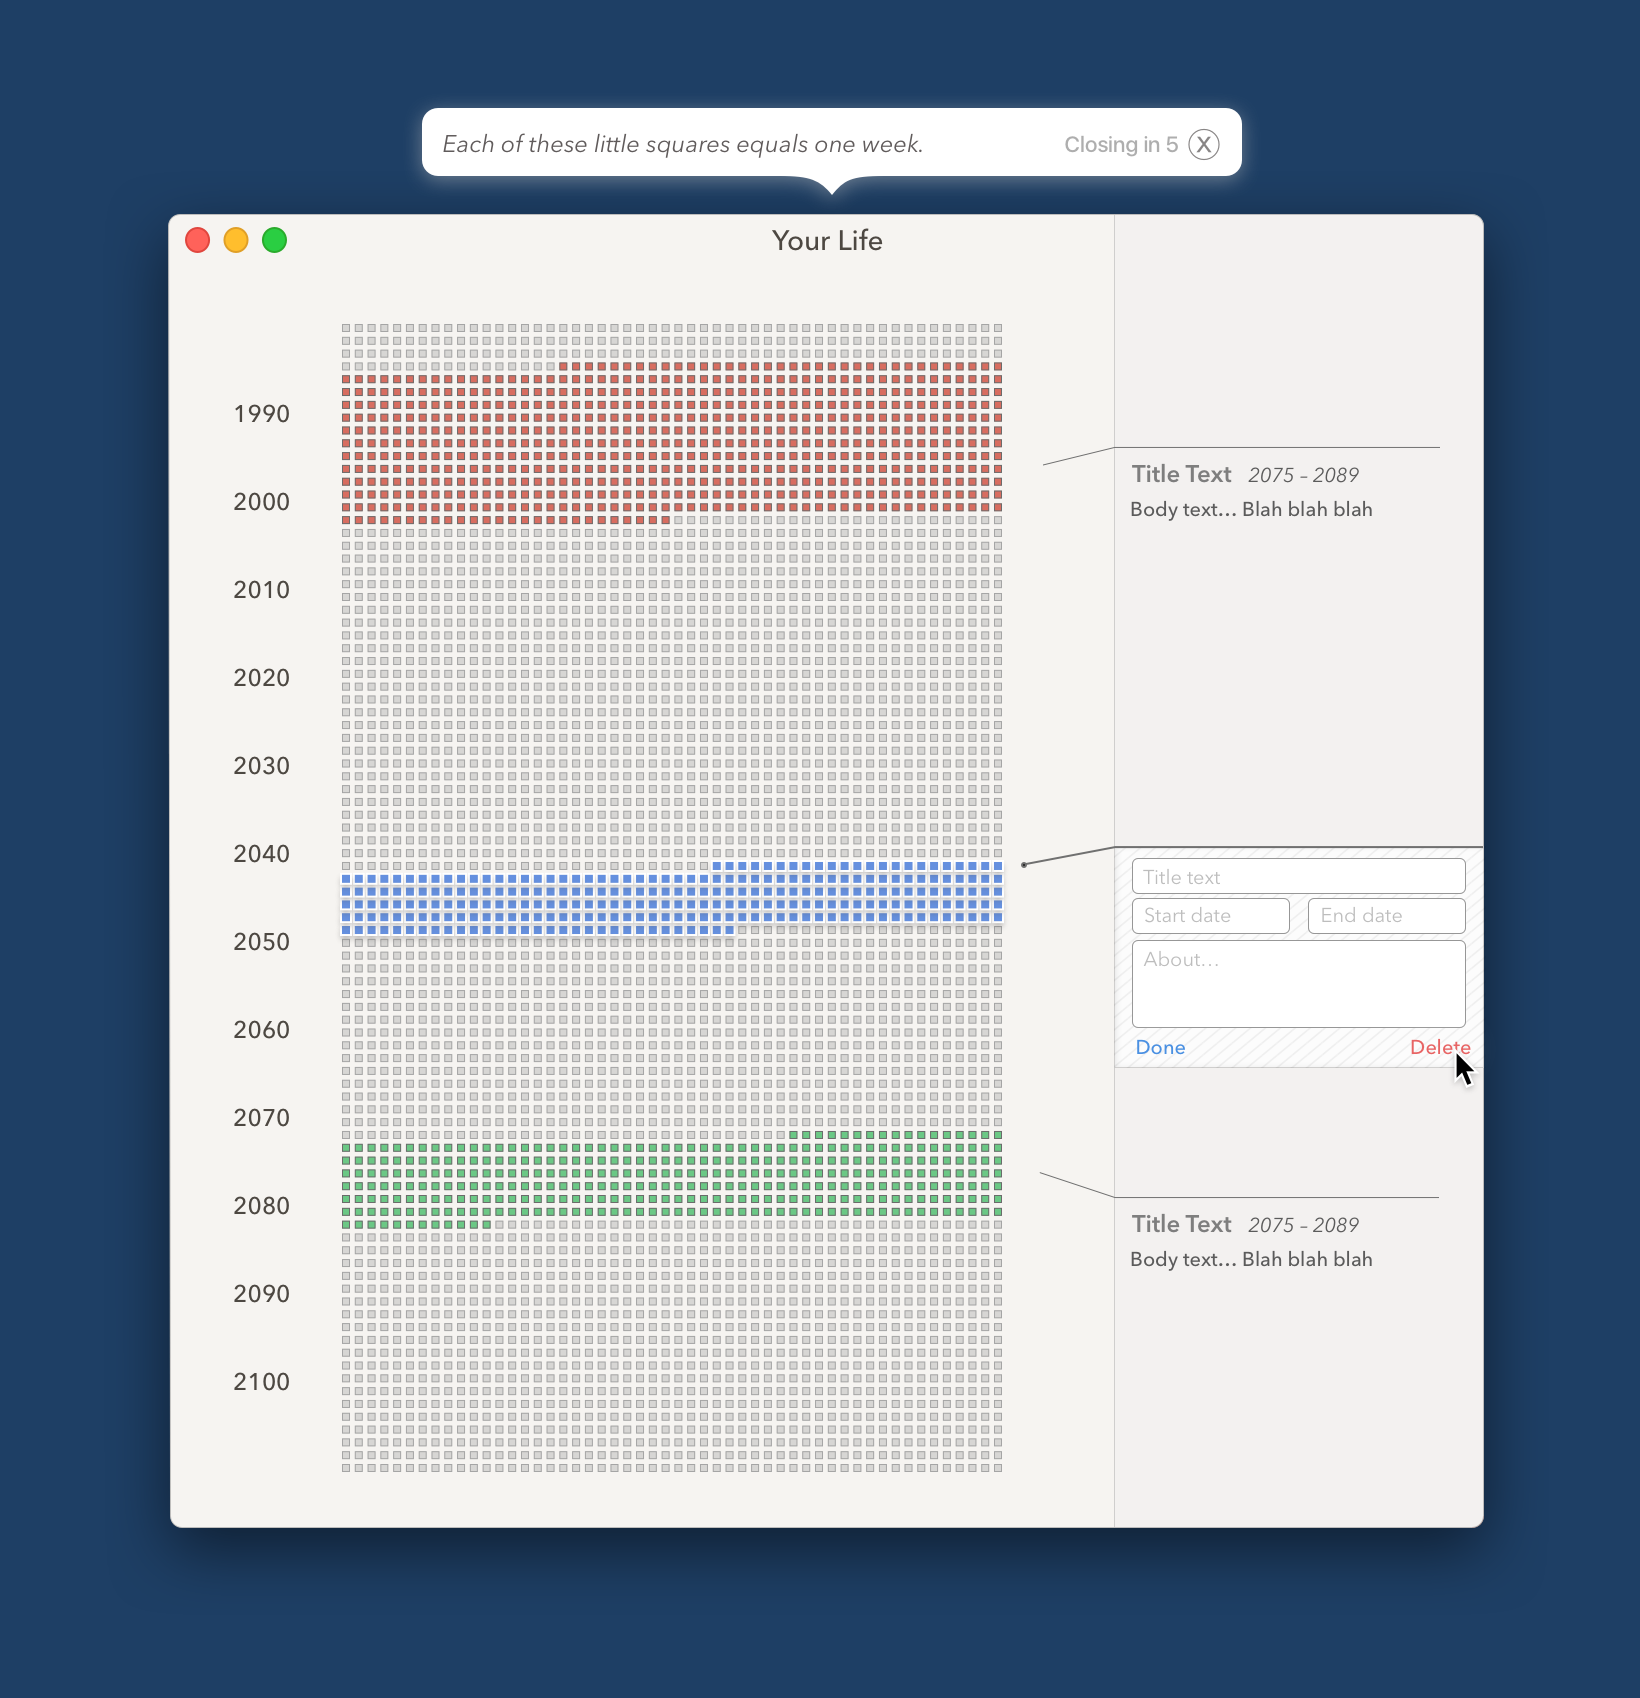 Each of these little squares equals one week.
Closing in 5 X
Your Life
1990
2000
2010
2020
2030
2040
2050
2060
2070
2080
2090
2100
Title Text 2075 – 2089
Body text... Blah blah blah
Title text
Start date End date
About...
Done Delete
Title Text 2075 – 2089
Body text... Blah blah blah